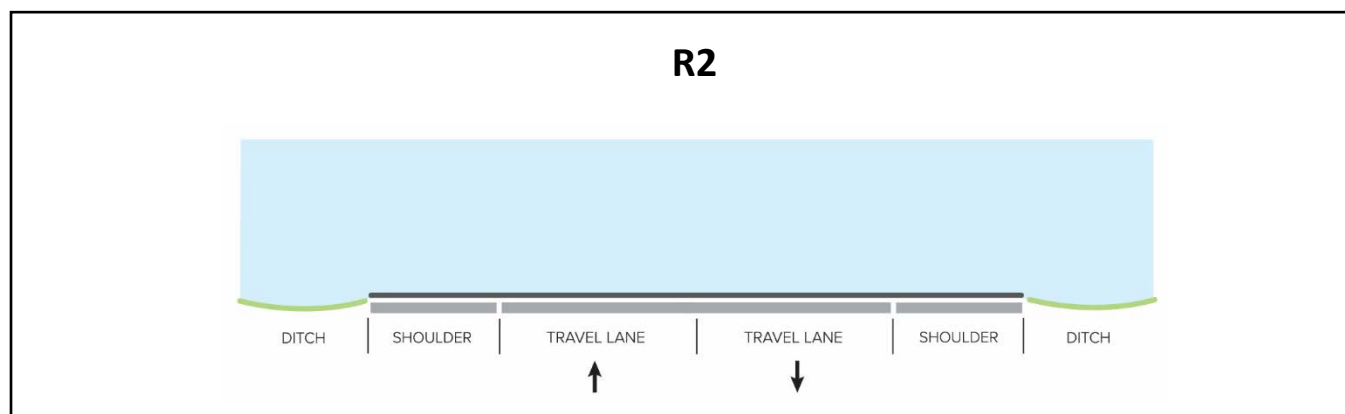 R2
DITCH SHOULDER TRAVEL LANE TRAVEL LANE SHOULDER DITCH